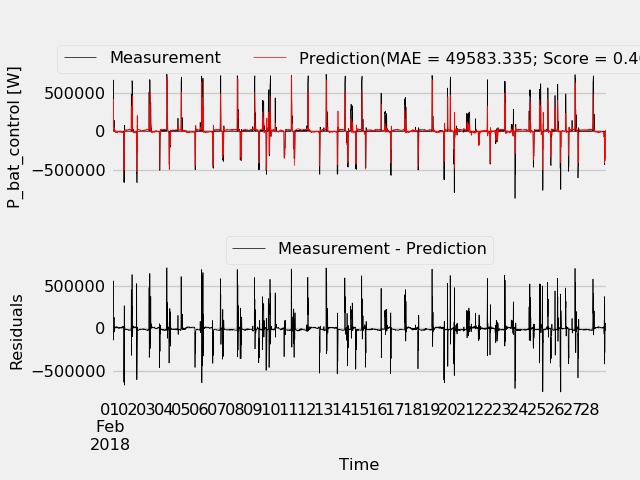 Measurement Prediction(MAE = 49583.335; Score = 0.4
P_bat_control [W]
500000
0
−500000
Measurement - Prediction
Residuals
500000
0
−500000
01020304050607080910111213141516171819202122232425262728
Feb
2018
Time